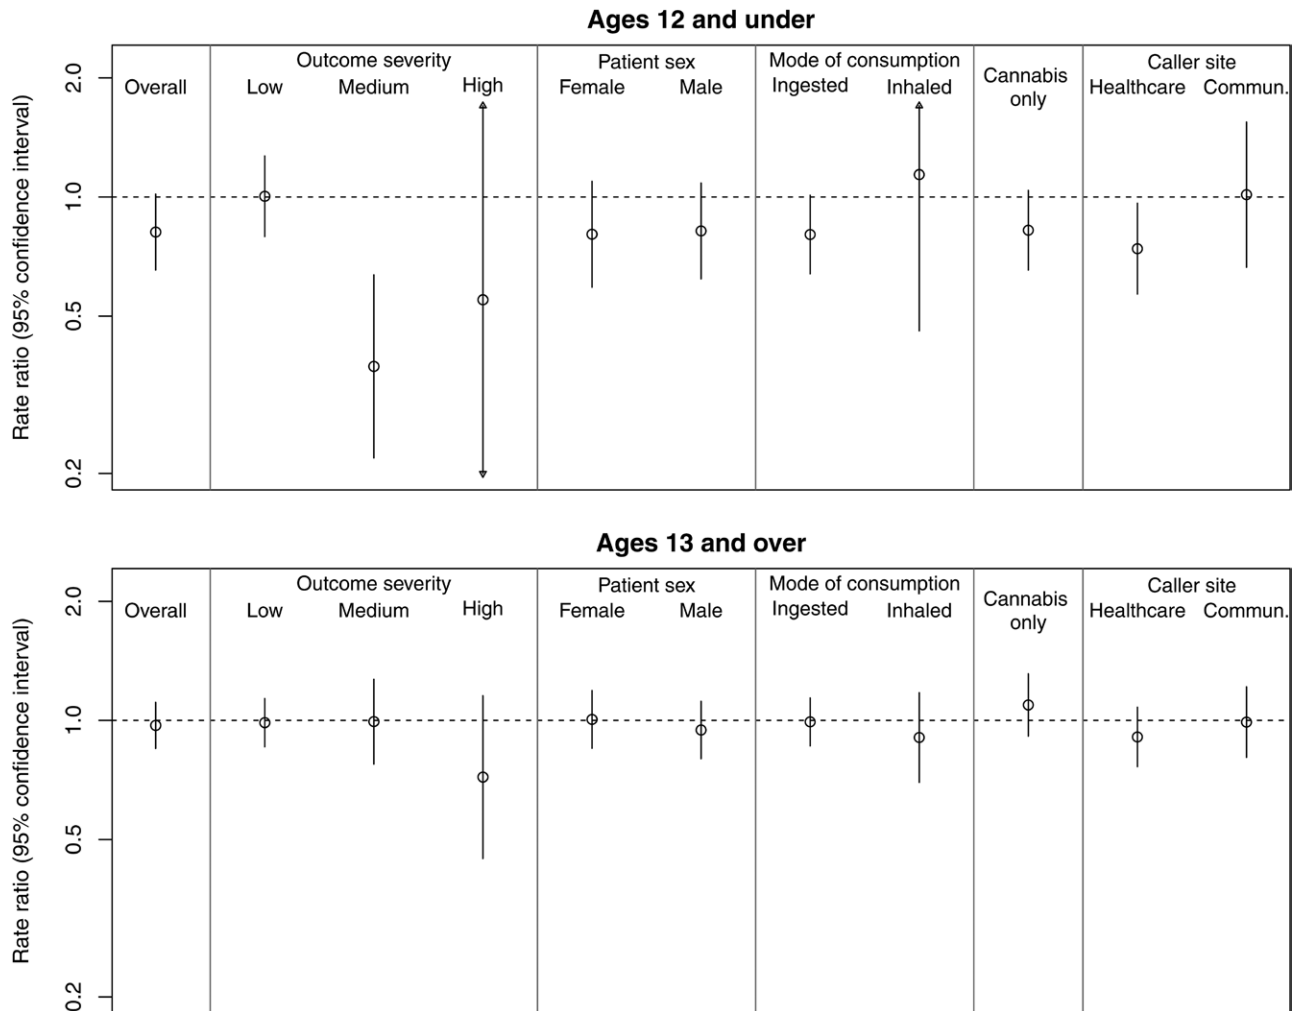 Ages 12 and under
Rate ratio (95% confidence interval)
2.0
1.0
0.5
0.2
Overall
Outcome severity
Low Medium High
Patient sex
Female Male
Mode of consumption
Ingested Inhaled
Cannabis
only
Caller site
Healthcare Commun.
Ages 13 and over
Rate ratio (95% confidence interval)
2.0
1.0
0.5
0.2
Overall
Outcome severity
Low Medium High
Patient sex
Female Male
Mode of consumption
Ingested Inhaled
Cannabis
only
Caller site
Healthcare Commun.